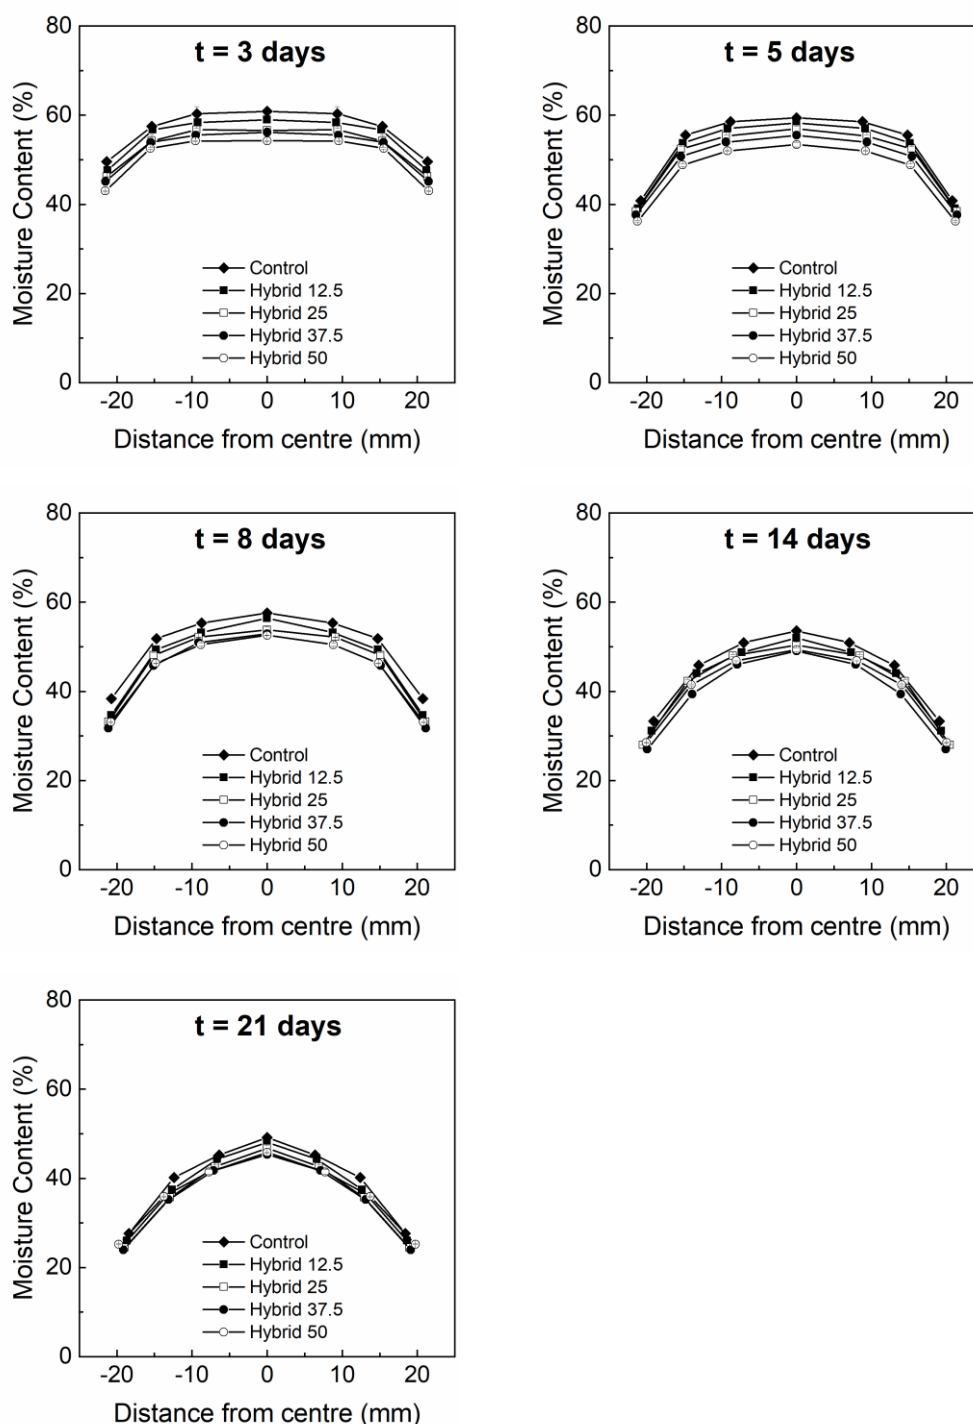 t = 3 days
Moisture Content (%)
80
60
40
20
0
Control
Hybrid 12.5
Hybrid 25
Hybrid 37.5
Hybrid 50
-20 -10 0 10 20
Distance from centre (mm)
t = 5 days
Moisture Content (%)
80
60
40
20
0
Control
Hybrid 12.5
Hybrid 25
Hybrid 37.5
Hybrid 50
-20 -10 0 10 20
Distance from centre (mm)
t = 8 days
Moisture Content (%)
80
60
40
20
0
Control
Hybrid 12.5
Hybrid 25
Hybrid 37.5
Hybrid 50
-20 -10 0 10 20
Distance from centre (mm)
t = 14 days
Moisture Content (%)
80
60
40
20
0
Control
Hybrid 12.5
Hybrid 25
Hybrid 37.5
Hybrid 50
-20 -10 0 10 20
Distance from centre (mm)
t = 21 days
Moisture Content (%)
80
60
40
20
0
Control
Hybrid 12.5
Hybrid 25
Hybrid 37.5
Hybrid 50
-20 -10 0 10 20
Distance from centre (mm)